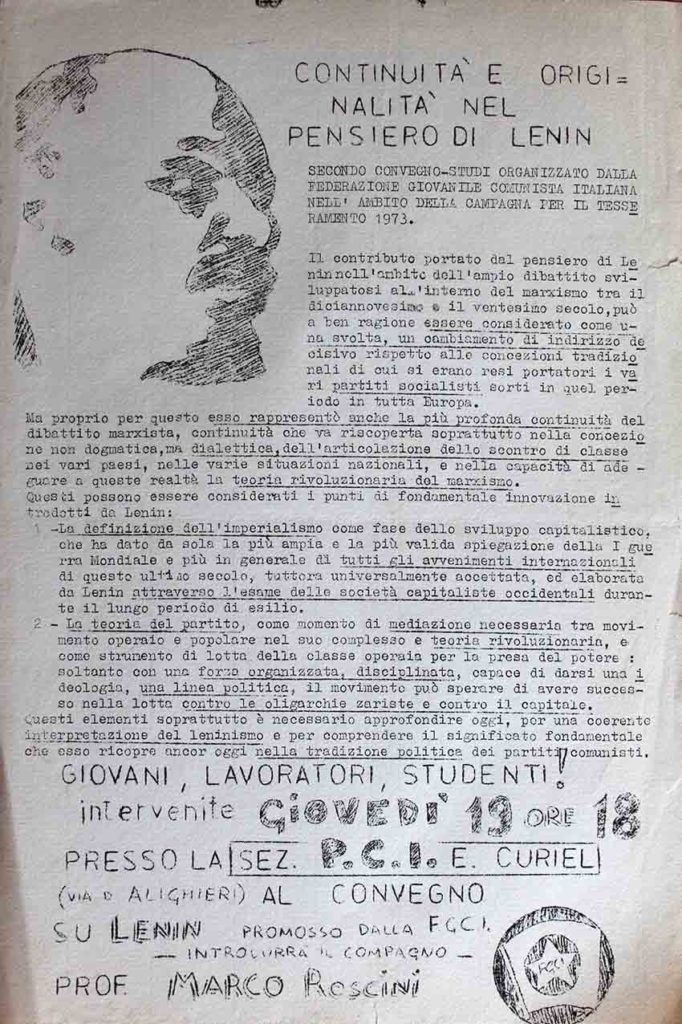 CONTINUITA' E ORIGI=
NALITA' NEL
PENSIERO DI LENIN
SECONDO CONVEGNO-STUDI ORGANIZZATO DALLA
FEDERAZIONE GIOVANILE COMUNISTA ITALIANA
NELL' AMBITO DELLA CAMPAGNA PER IL TESSE
RAMENTO 1973.
Il contributo portato dal pensiero di Le
nin nell'ambito dell'ampio dibattito svi-
luppatosi all'interno del marxismo tra il
diciannovesimo e il ventesimo secolo, può
a ben ragione essere considerato come u-
na svolta, un cambiamento di indirizzo de
cisivo rispetto alle concezioni tradizio
nali di cui si erano resi portatori i va
ri partiti socialisti sorti in quel per-
iodo in tutta Europa.
Ma proprio per questo esso rappresentò anche la più profonda continuità del
dibattito marxista, continuità che va riscoperta soprattutto nella concezio
ne non dogmatica, ma dialettica, dell'articolazione dello scontro di classe
nei vari paesi, nelle varie situazioni nazionali, e nella capacità di ade -
guare a queste realtà la teoria rivoluzionaria del marxismo.
Questi possono essere considerati i punti di fondamentale innovazione in
trodotti da Lenin:
1 -La definizione dell'imperialismo come fase dello sviluppo capitalistico,
che ha dato da sola la più ampia e la più valida spiegazione della I gue
rra Mondiale e più in generale di tutti gli avvenimenti internazionali
di questo ultimo secolo, tuttora universalmente accettata, ed elaborata
da Lenin attraverso l'esame delle società capitaliste occidentali duran-
te il lungo periodo di esilio.
2 - La teoria del partito, come momento di mediazione necessaria tra movi-
mento operaio e popolare nel suo complesso e teoria rivoluzionaria, e
come strumento di lotta della classe operaia per la presa del potere :
soltanto con una forza organizzata, disciplinata, capace di darsi una i
deologia, una linea politica, il movimento può sperare di avere succes-
so nella lotta contro le oligarchie zariste e contro il capitale.
Questi elementi soprattutto è necessario approfondire oggi, per una coerente
interpretazione del leninismo e per comprendere il significato fondamentale
che esso ricopre ancor oggi nella tradizione politica dei partiti comunisti.
GIOVANI, LAVORATORI, STUDENTI!
intervenite GIOVEDI' 19 ORE 18
PRESSO LA SEZ. P.C.I. E. CURIEL
(VIA D ALIGHIERI) AL CONVEGNO
SU LENIN PROMOSSO DALLA FGCI.
— INTRODURRA IL COMPAGNO —
PROF. MARCO Roscini
FGCI